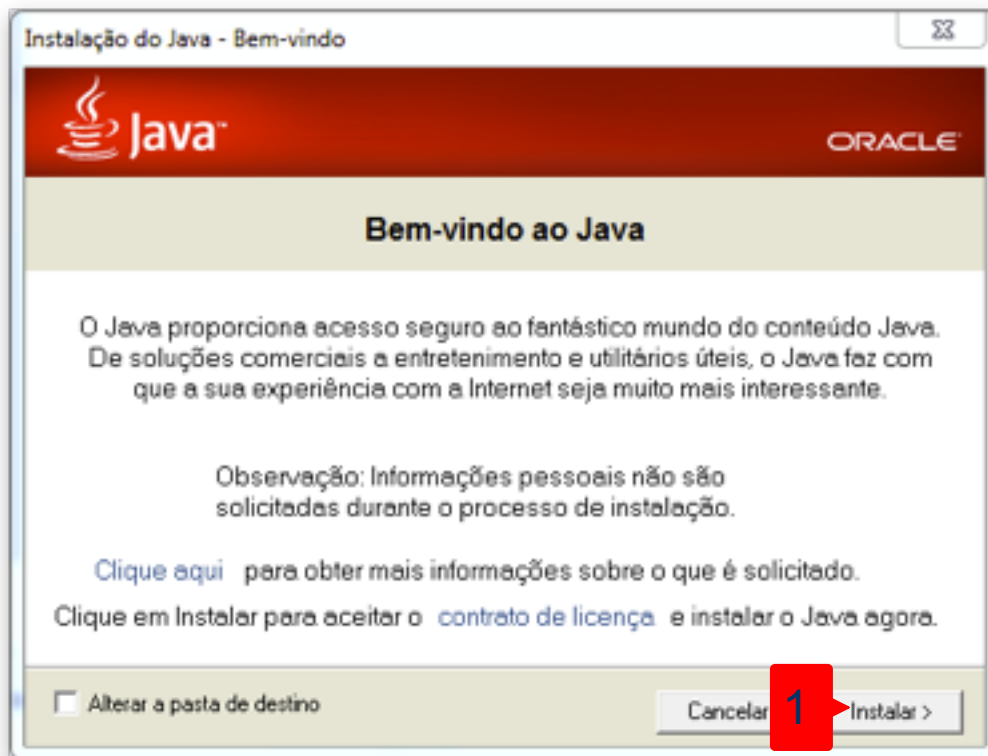 Instalação do Java - Bem-vindo
Java™
ORACLE
Bem-vindo ao Java
O Java proporciona acesso seguro ao fantástico mundo do conteúdo Java.
De soluções comerciais a entretenimento e utilitários úteis, o Java faz com
que a sua experiência com a Internet seja muito mais interessante.
Observação: Informações pessoais não são
solicitadas durante o processo de instalação.
Clique aqui para obter mais informações sobre o que é solicitado.
Clique em Instalar para aceitar o contrato de licença e instalar o Java agora.
Alterar a pasta de destino
Cancelar 1 Instalar >